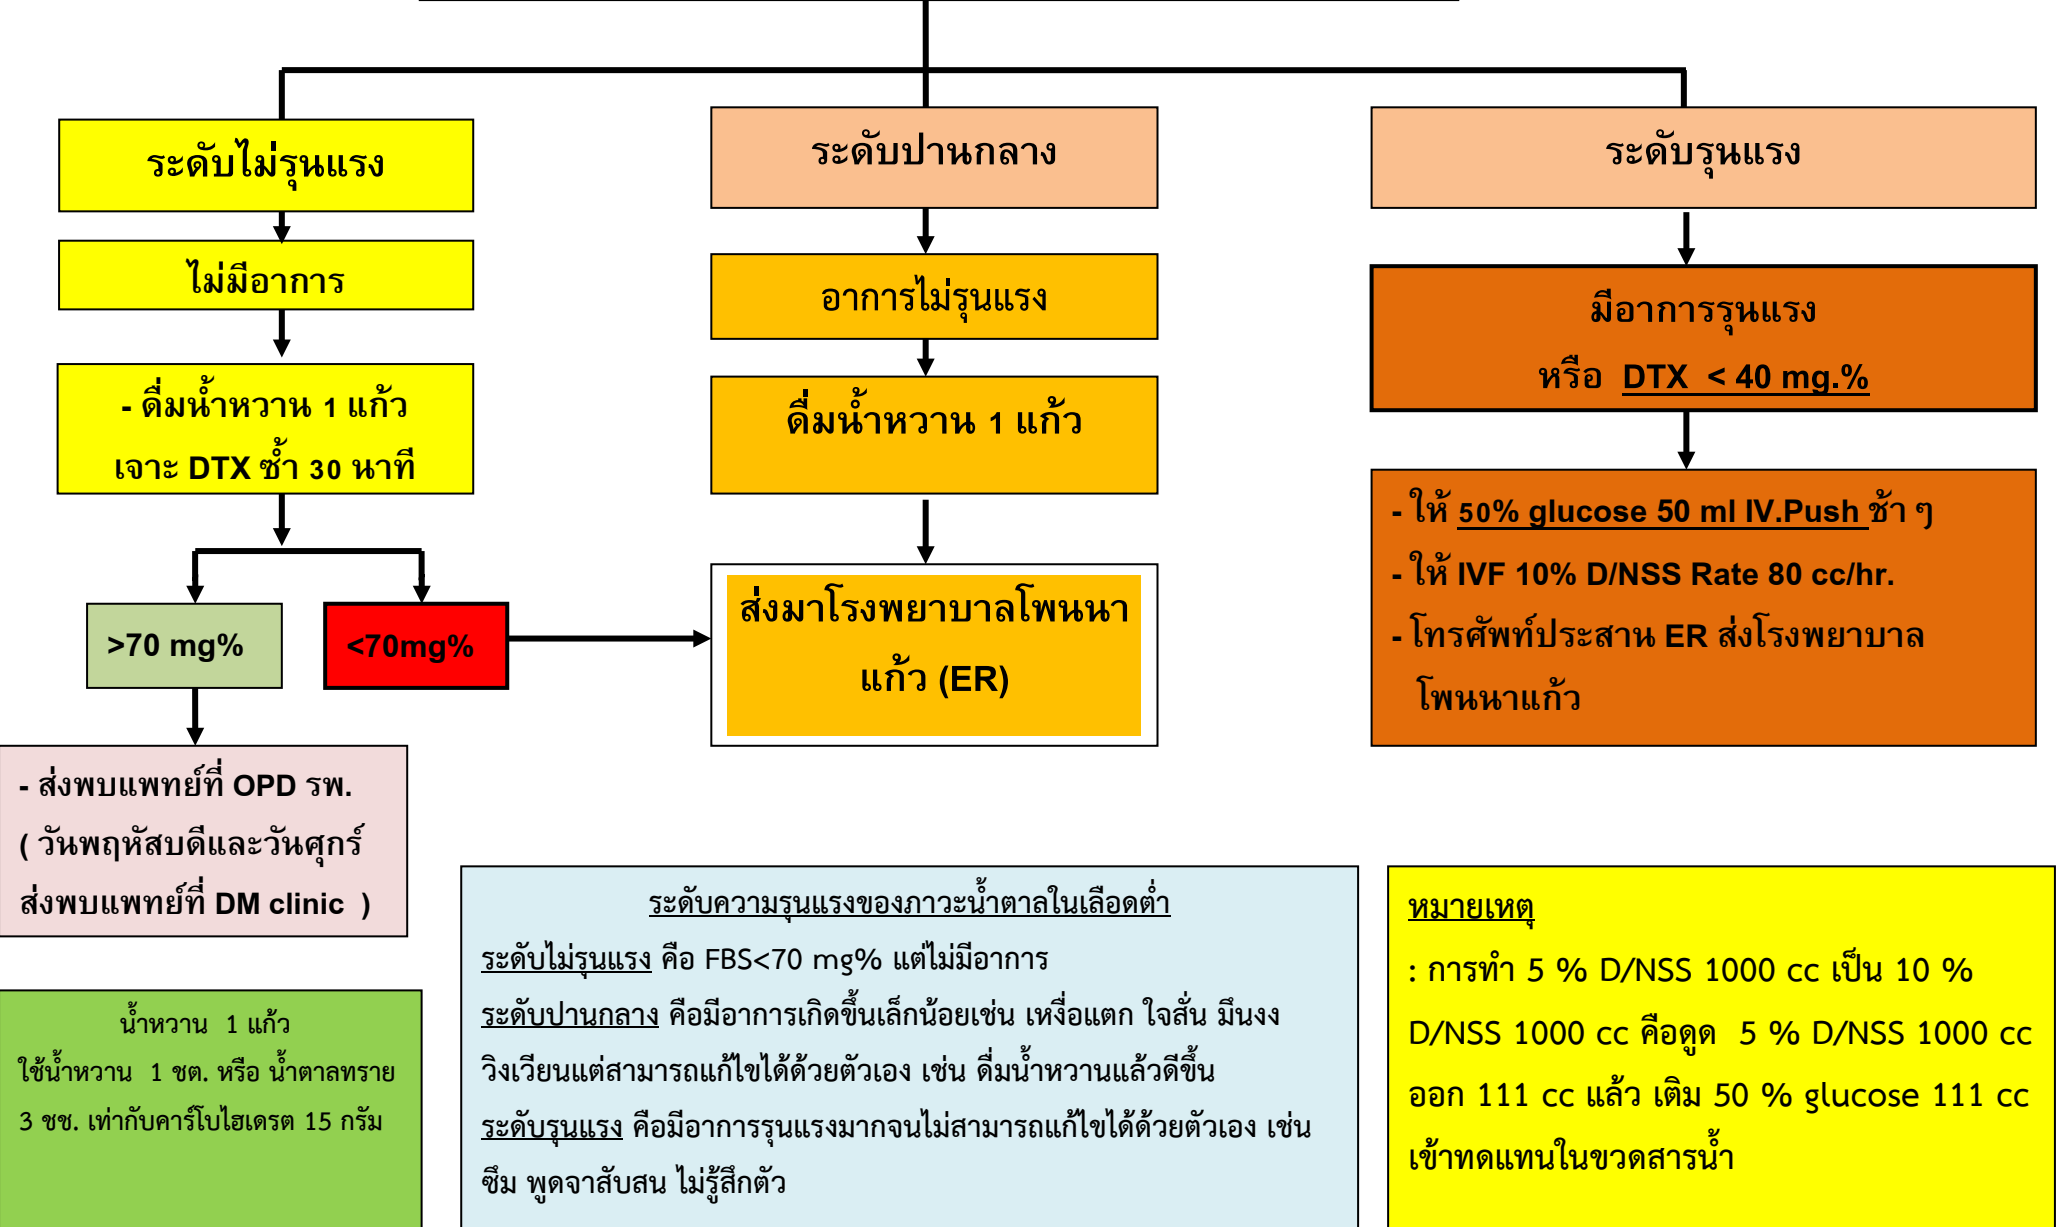 ระดับไม่รุนแรง
ระดับปานกลาง
ระดับรุนแรง
ไม่มีอาการ
อาการไม่รุนแรง
มีอาการรุนแรง
หรือ DTX < 40 mg.%
- ดื่มน้ำหวาน 1 แก้ว
เจาะ DTX ซ้ำ 30 นาที
ดื่มน้ำหวาน 1 แก้ว
- ให้ 50% glucose 50 ml IV.Push ช้า ๆ
- ให้ IVF 10% D/NSS Rate 80 cc/hr.
- โทรศัพท์ประสาน ER ส่งโรงพยาบาล
โพนนาแก้ว
>70 mg%
<70mg%
ส่งมาโรงพยาบาลโพนนา
แก้ว (ER)
- ส่งพบแพทย์ที่ OPD รพ.
( วันพฤหัสบดีและวันศุกร์
ส่งพบแพทย์ที่ DM clinic )
น้ำหวาน 1 แก้ว
ใช้น้ำหวาน 1 ชต. หรือ น้ำตาลทราย
3 ชช. เท่ากับคาร์โบไฮเดรต 15 กรัม
ระดับความรุนแรงของภาวะน้ำตาลในเลือดต่ำ
ระดับไม่รุนแรง คือ FBS<70 mg% แต่ไม่มีอาการ
ระดับปานกลาง คือมีอาการเกิดขึ้นเล็กน้อยเช่น เหงื่อแตก ใจสั่น มึนงง
วิงเวียนแต่สามารถแก้ไขได้ด้วยตัวเอง เช่น ดื่มน้ำหวานแล้วดีขึ้น
ระดับรุนแรง คือมีอาการรุนแรงมากจนไม่สามารถแก้ไขได้ด้วยตัวเอง เช่น
ซึม พูดจาสับสน ไม่รู้สึกตัว
หมายเหตุ
: การทำ 5 % D/NSS 1000 cc เป็น 10 %
D/NSS 1000 cc คือดูด 5 % D/NSS 1000 cc
ออก 111 cc แล้ว เติม 50 % glucose 111 cc
เข้าทดแทนในขวดสารน้ำ